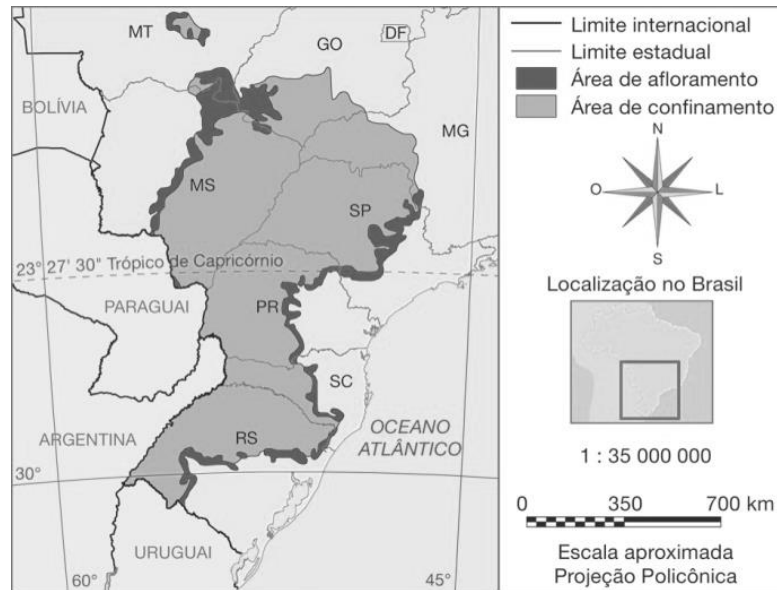 MT
GO
DF
BOLÍVIA
MG
MS
SP
23° 27' 30" Trópico de Capricórnio
PARAGUAI
PR
SC
ARGENTINA
RS
OCEANO
ATLÂNTICO
30°
URUGUAI
60°
45°
Limite internacional
Limite estadual
Área de afloramento
Área de confinamento
N
O
L
S
Localização no Brasil
1 : 35 000 000
0 350 700 km
Escala aproximada
Projeção Policônica